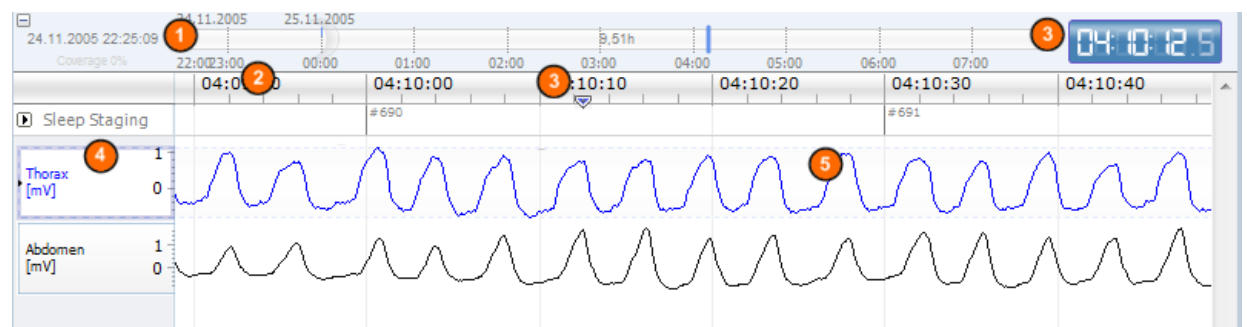 24.11.2005 25.11.2005
24.11.2005 22:25:09 1 9,51h 3 04:10:12.5
Coverage 0% 22:00 23:00 00:00 01:00 02:00 03:00 04:00 05:00 06:00 07:00
2 04:10:00 3 :10:10 04:10:20 04:10:30 04:10:40
Sleep Staging #690 #691
4 1 5
Thorax
[mV] 0
Abdomen 1
[mV] 0